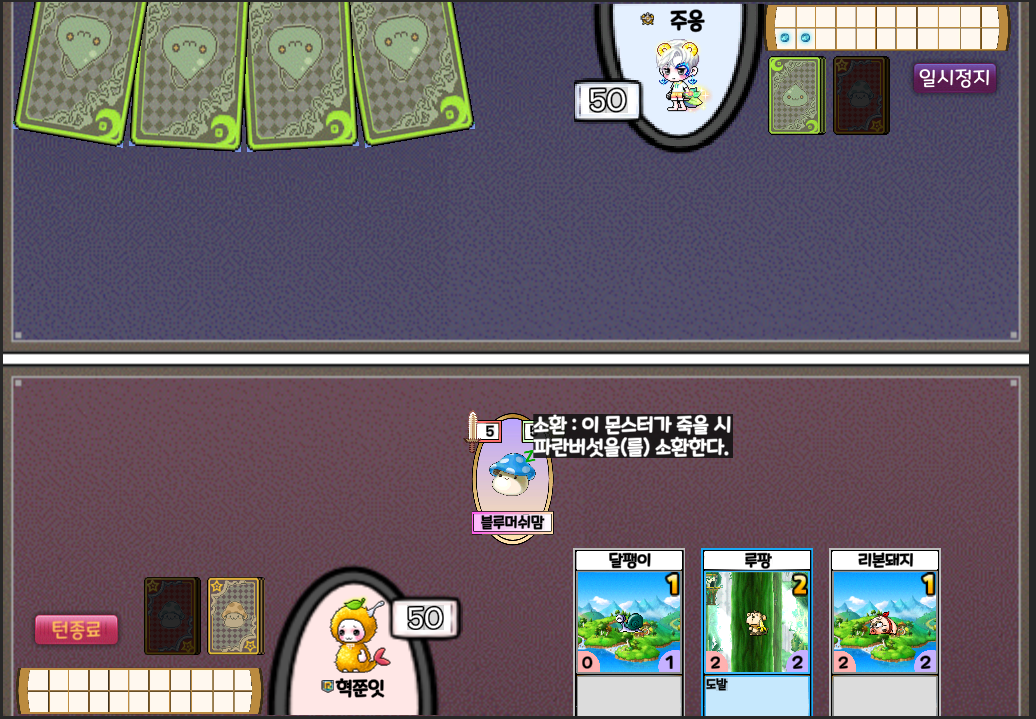 주웅
50
일시정지
소환 : 이 몬스터가 죽을 시
5
파란버섯을(를) 소환한다.
블루머쉬맘
달팽이
루팡
리본돼지
1
2
1
50
턴종료
0
1
2
2
2
2
혁쭌잇
도발